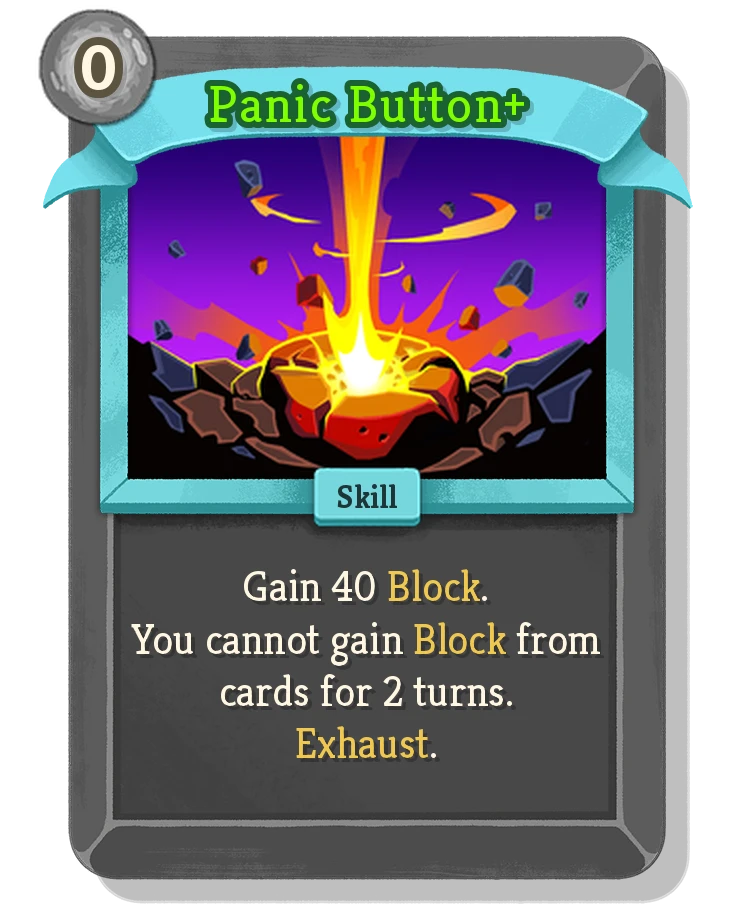 0
Panic Button+
Skill
Gain 40 Block.
You cannot gain Block from
cards for 2 turns.
Exhaust.